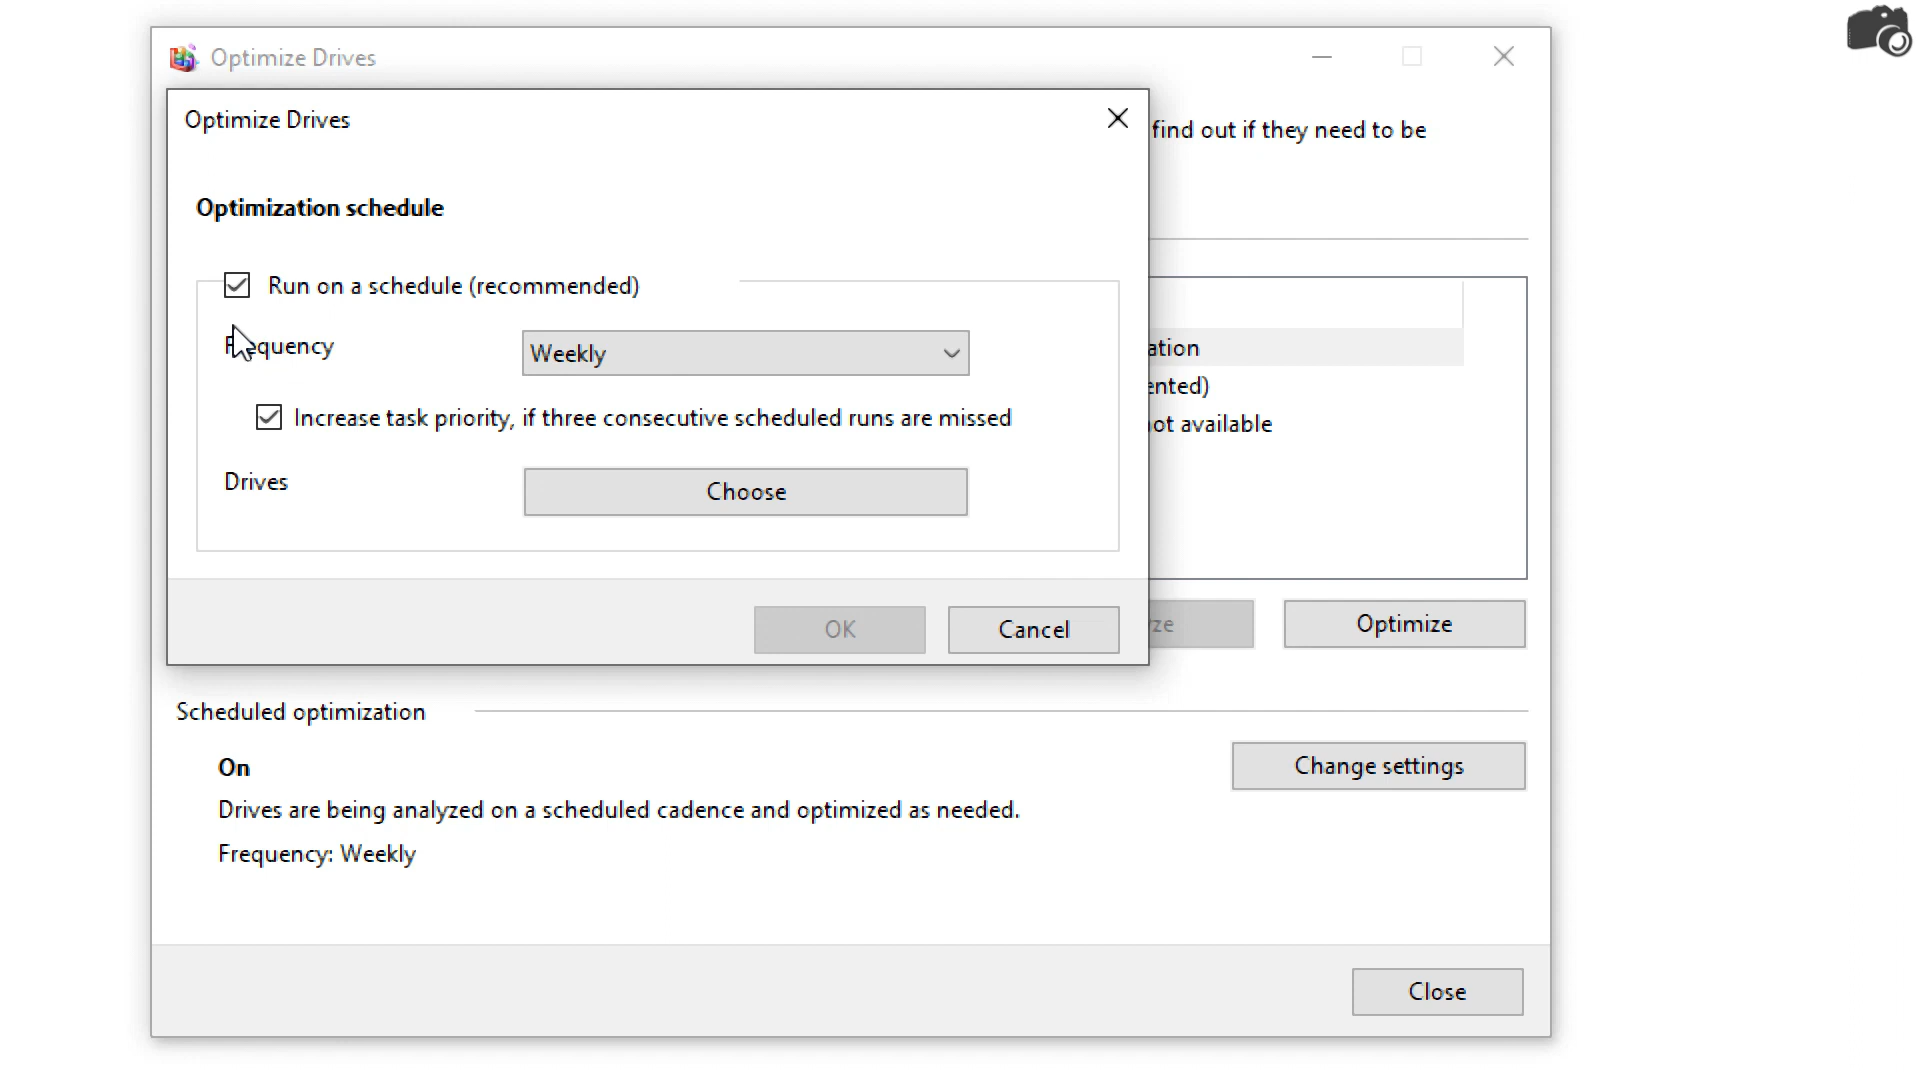 Optimize Drives
Optimize Drives
find out if they need to be
Optimization schedule
Run on a schedule (recommended)
Frequency
Weekly
ation
ented)
Increase task priority, if three consecutive scheduled runs are missed
ot available
Drives
Choose
OK
Cancel
ze
Optimize
Scheduled optimization
On
Change settings
Drives are being analyzed on a scheduled cadence and optimized as needed.
Frequency: Weekly
Close